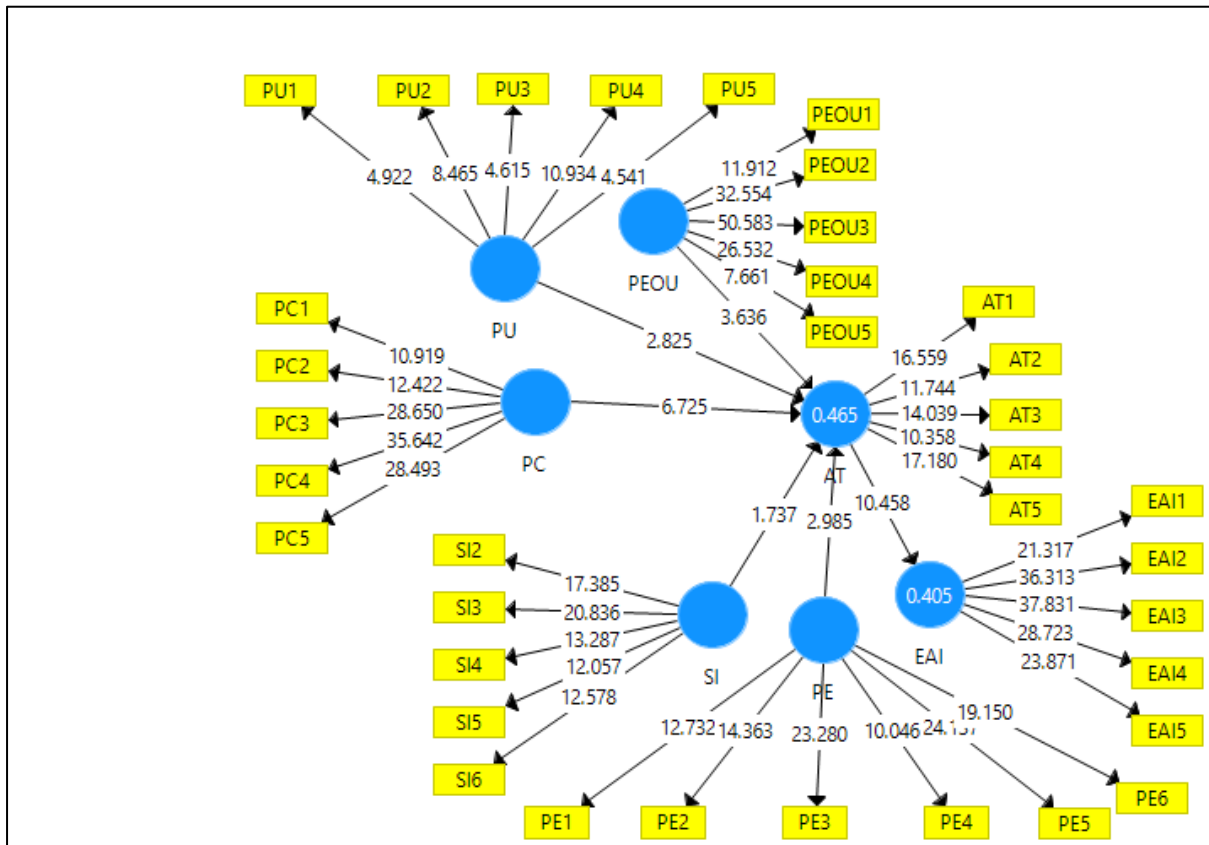 PU1
PU2
PU3
PU4
PU5
4.922
8.465
4.615
10.934
4.541
PU
PEOU1
PEOU2
PEOU3
PEOU4
PEOU5
11.912
32.554
50.583
26.532
7.661
PEOU
3.636
2.825
PC1
PC2
PC3
PC4
PC5
10.919
12.422
28.650
35.642
28.493
PC
6.725
0.465
AT
AT1
AT2
AT3
AT4
AT5
16.559
11.744
14.039
10.358
17.180
10.458
1.737
2.985
SI2
SI3
SI4
SI5
SI6
17.385
20.836
13.287
12.057
12.578
SI
PE
0.405
EAI
EAI1
EAI2
EAI3
EAI4
EAI5
21.317
36.313
37.831
28.723
23.871
12.732
14.363
23.280
10.046
19.150
PE1
PE2
PE3
PE4
PE5
PE6